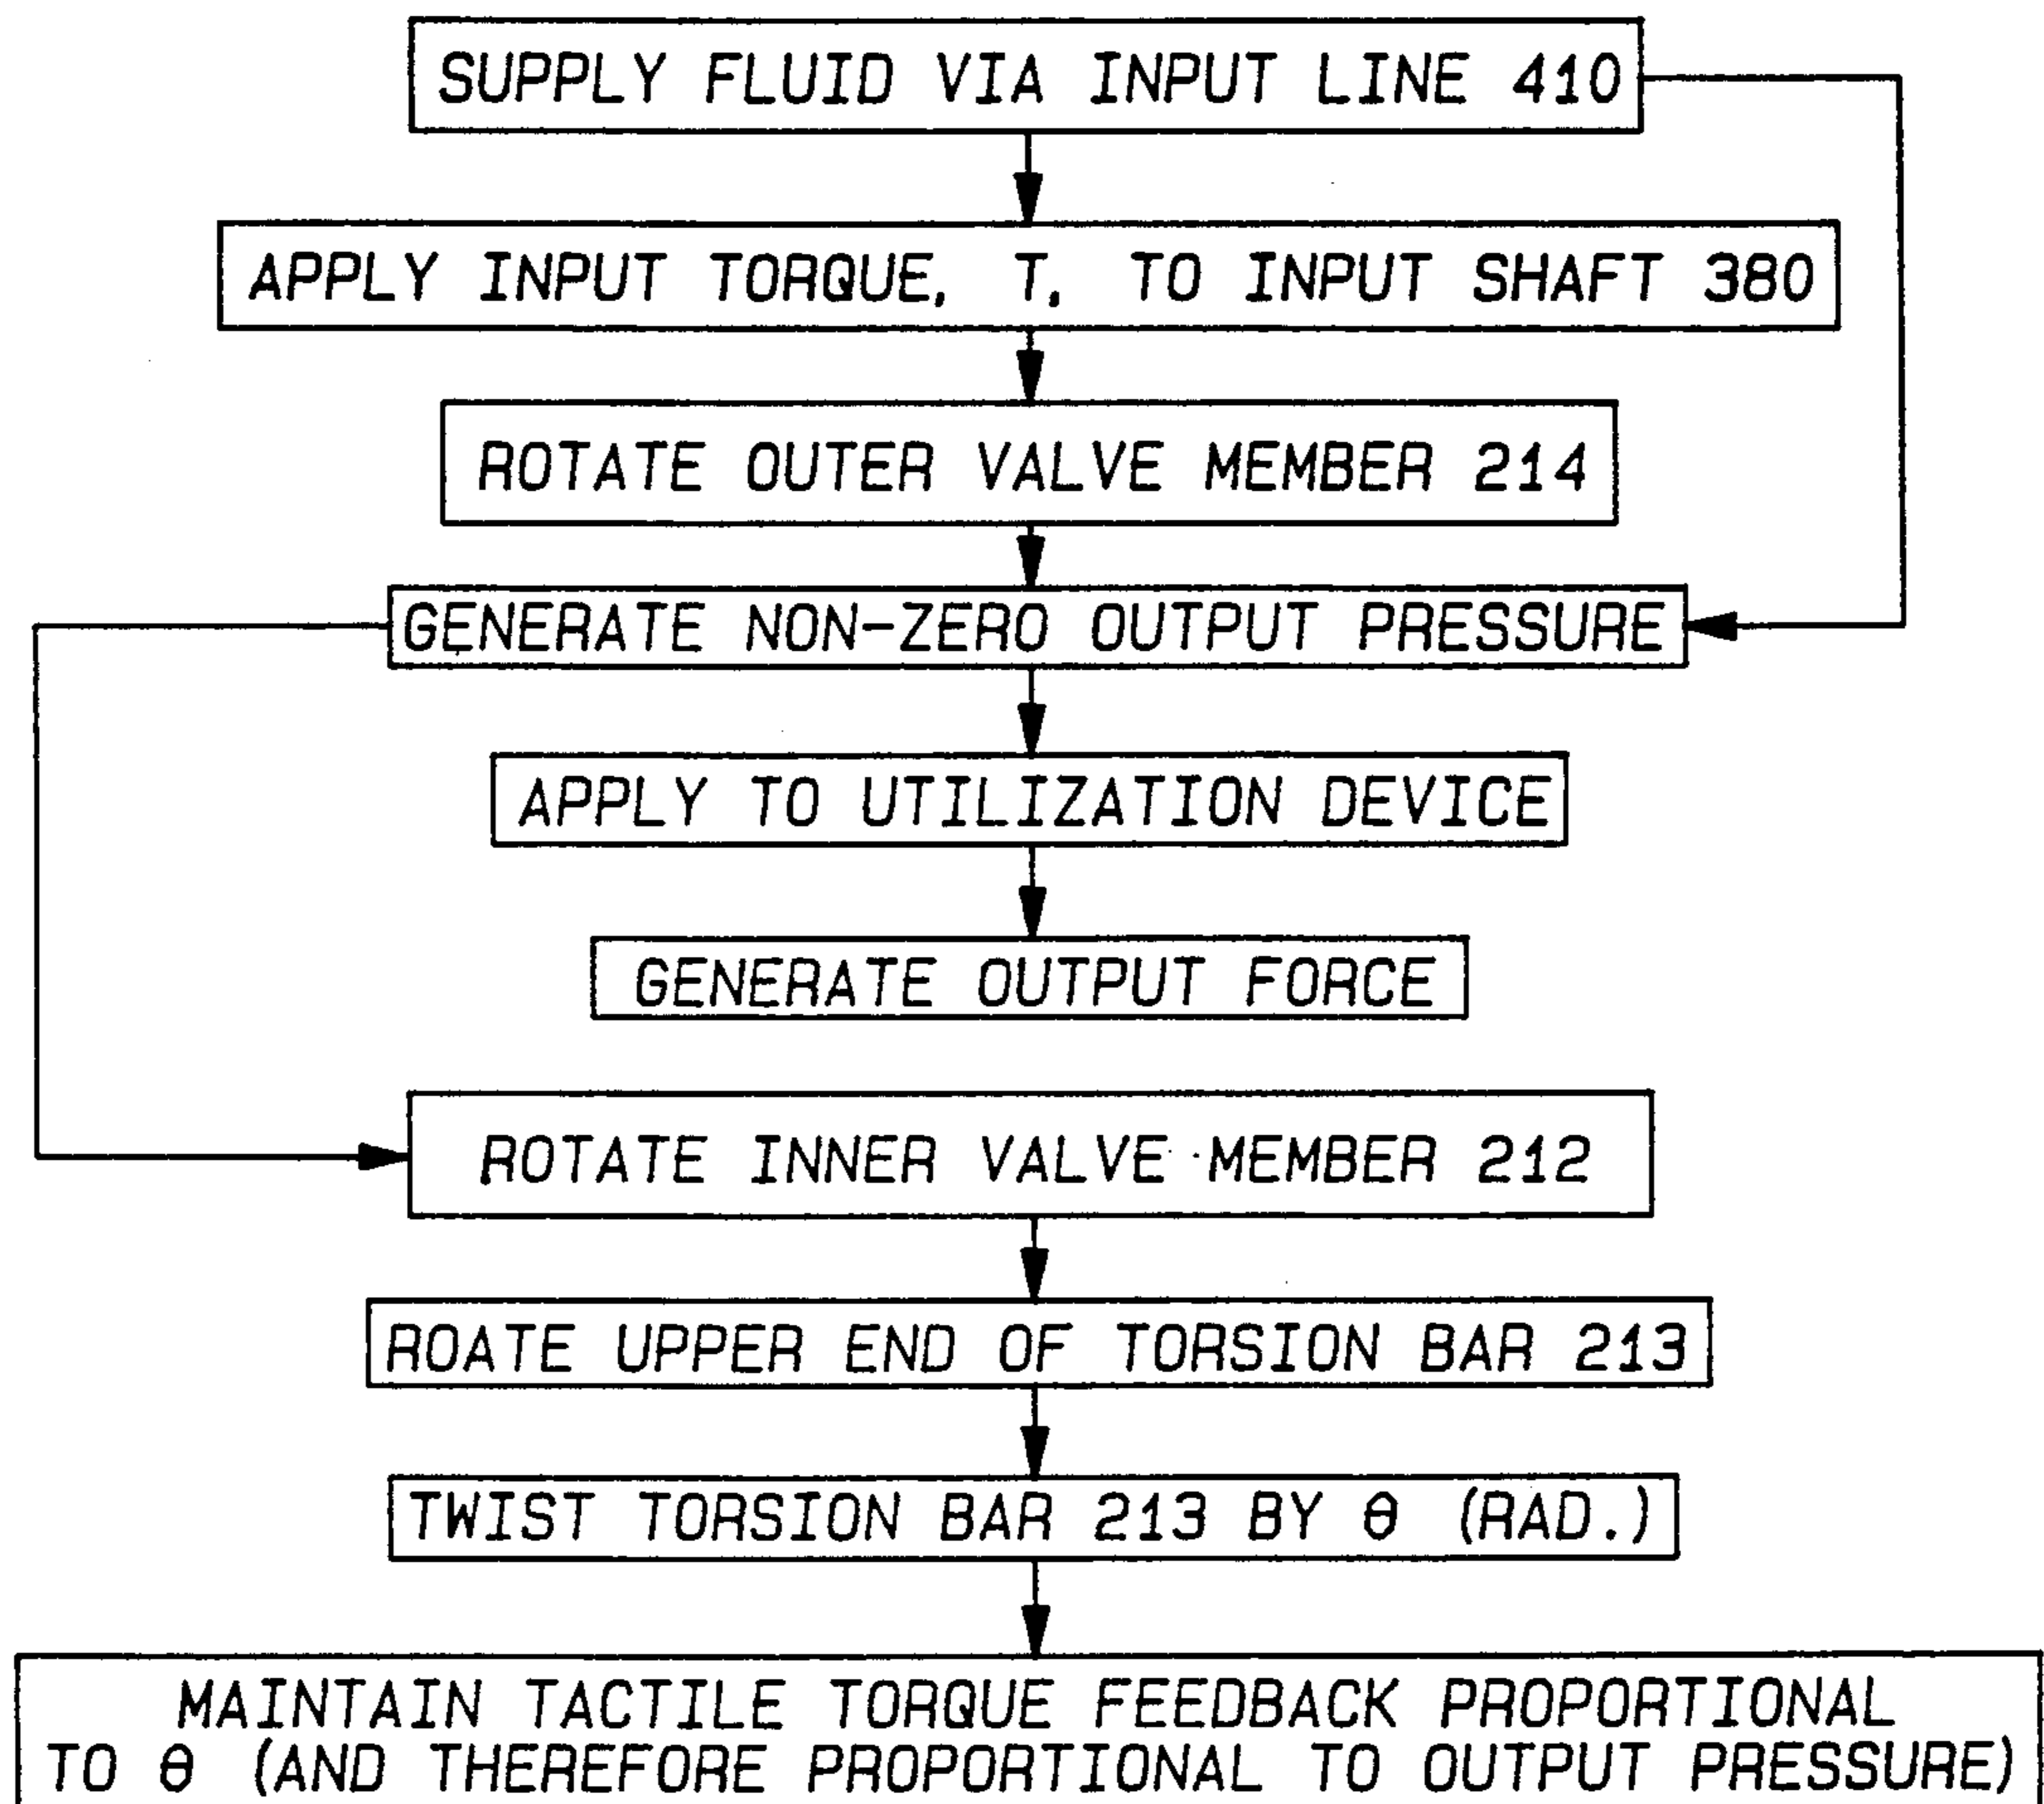 SUPPLY FLUID VIA INPUT LINE 410
APPLY INPUT TORQUE, T, TO INPUT SHAFT 380
ROTATE OUTER VALVE MEMBER 214
GENERATE NON-ZERO OUTPUT PRESSURE
APPLY TO UTILIZATION DEVICE
GENERATE OUTPUT FORCE
ROTATE INNER VALVE MEMBER 212
ROATE UPPER END OF TORSION BAR 213
TWIST TORSION BAR 213 BY θ (RAD.)
MAINTAIN TACTILE TORQUE FEEDBACK PROPORTIONAL
TO θ (AND THEREFORE PROPORTIONAL TO OUTPUT PRESSURE)